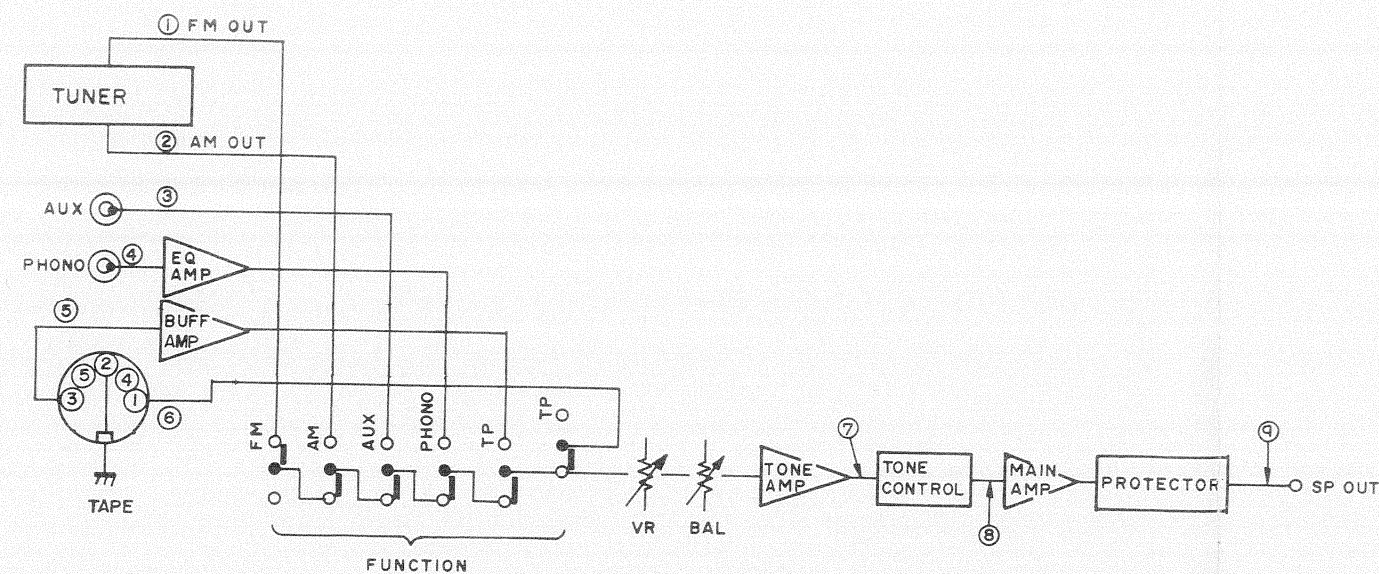 ① FM OUT
TUNER
② AM OUT
③
AUX
④
PHONO
EQ
AMP
⑤
BUFF
AMP
②
⑤ ④
③ ①
⑥
TAPE
FM
AM
AUX
PHONO
TP
TP
VR
BAL
TONE
AMP
⑦
TONE
CONTROL
⑧
MAIN
AMP
PROTECTOR
⑨
SP OUT
FUNCTION